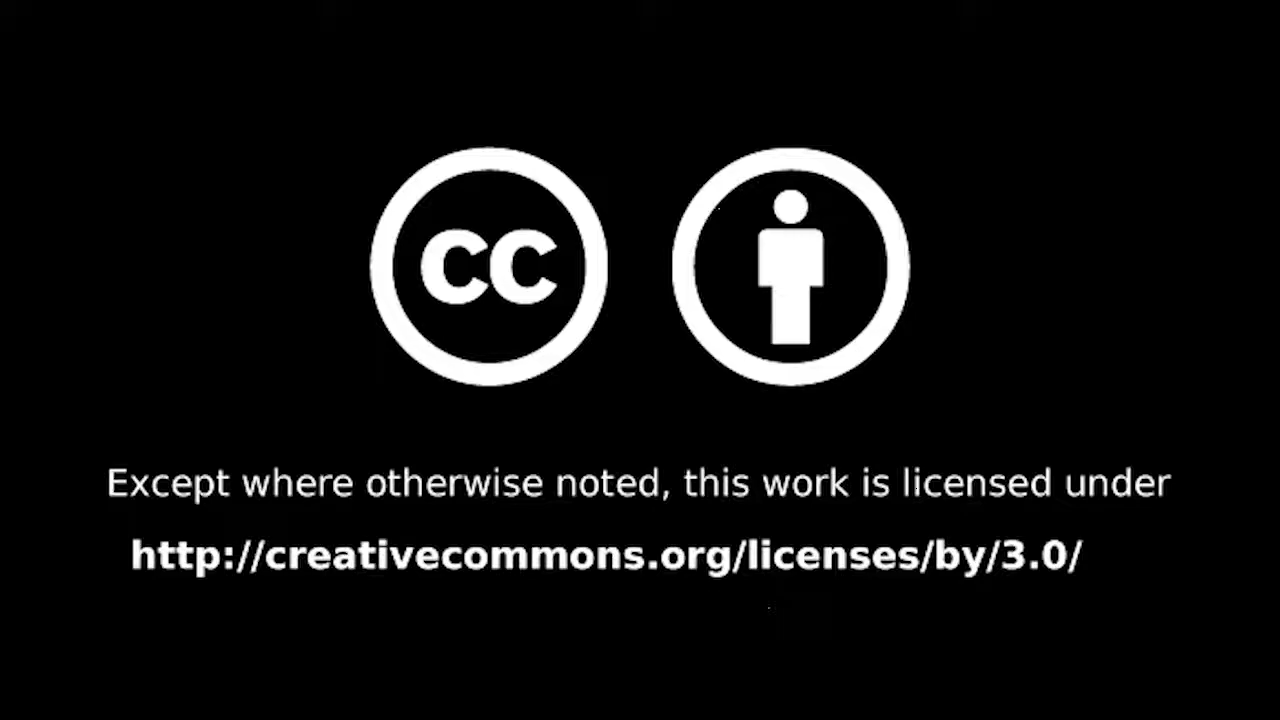 cc
Except where otherwise noted, this work is licensed under
http://creativecommons.org/licenses/by/3.0/